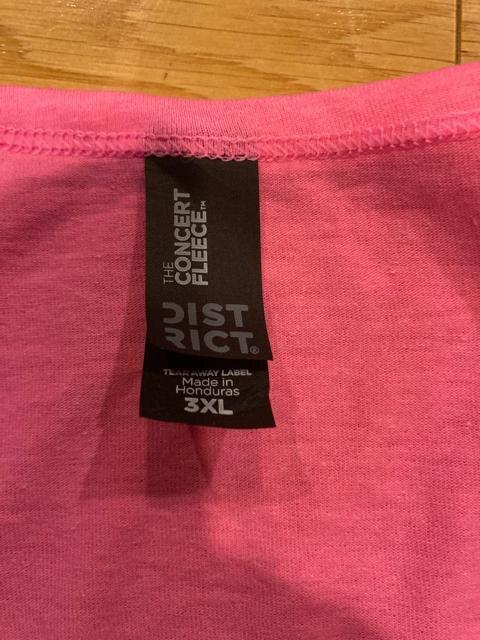 THE
CONCERT
FLEECE™
DIST
RICT®
TEAR AWAY LABEL
Made in
Honduras
3XL